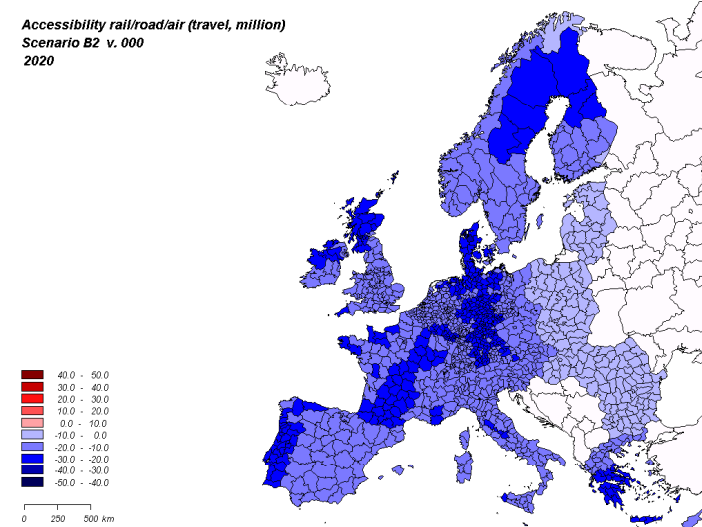 Accessibility rail/road/air (travel, million)
Scenario B2 v. 000
2020
40.0 - 50.0
30.0 - 40.0
20.0 - 30.0
10.0 - 20.0
0.0 - 10.0
-10.0 - 0.0
-20.0 - -10.0
-30.0 - -20.0
-40.0 - -30.0
-50.0 - -40.0
0 250 500 km